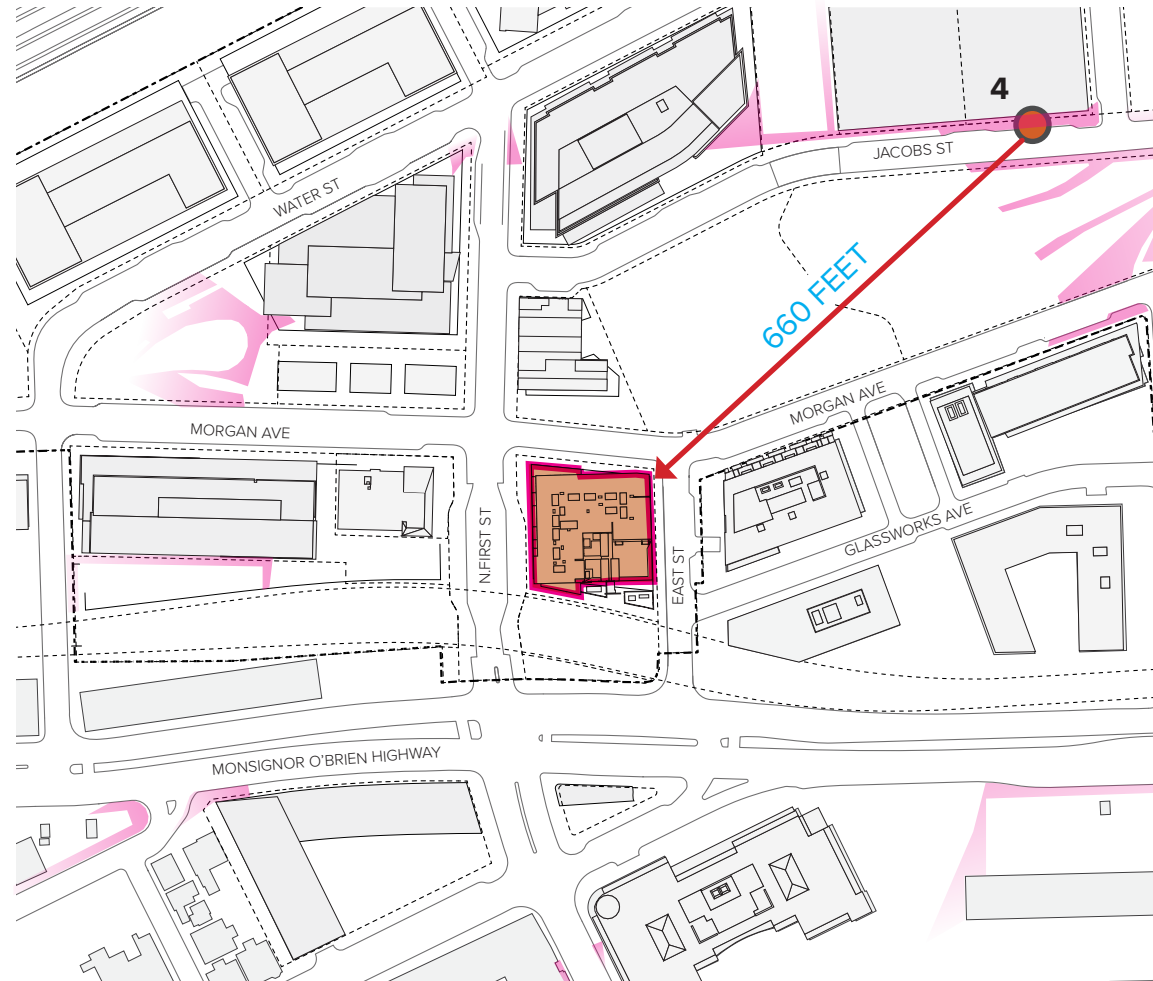 4
JACOBS ST
WATER ST
660 FEET
MORGAN AVE
MORGAN AVE
GLASSWORKS AVE
N.FIRST ST
EAST ST
MONSIGNOR O'BRIEN HIGHWAY